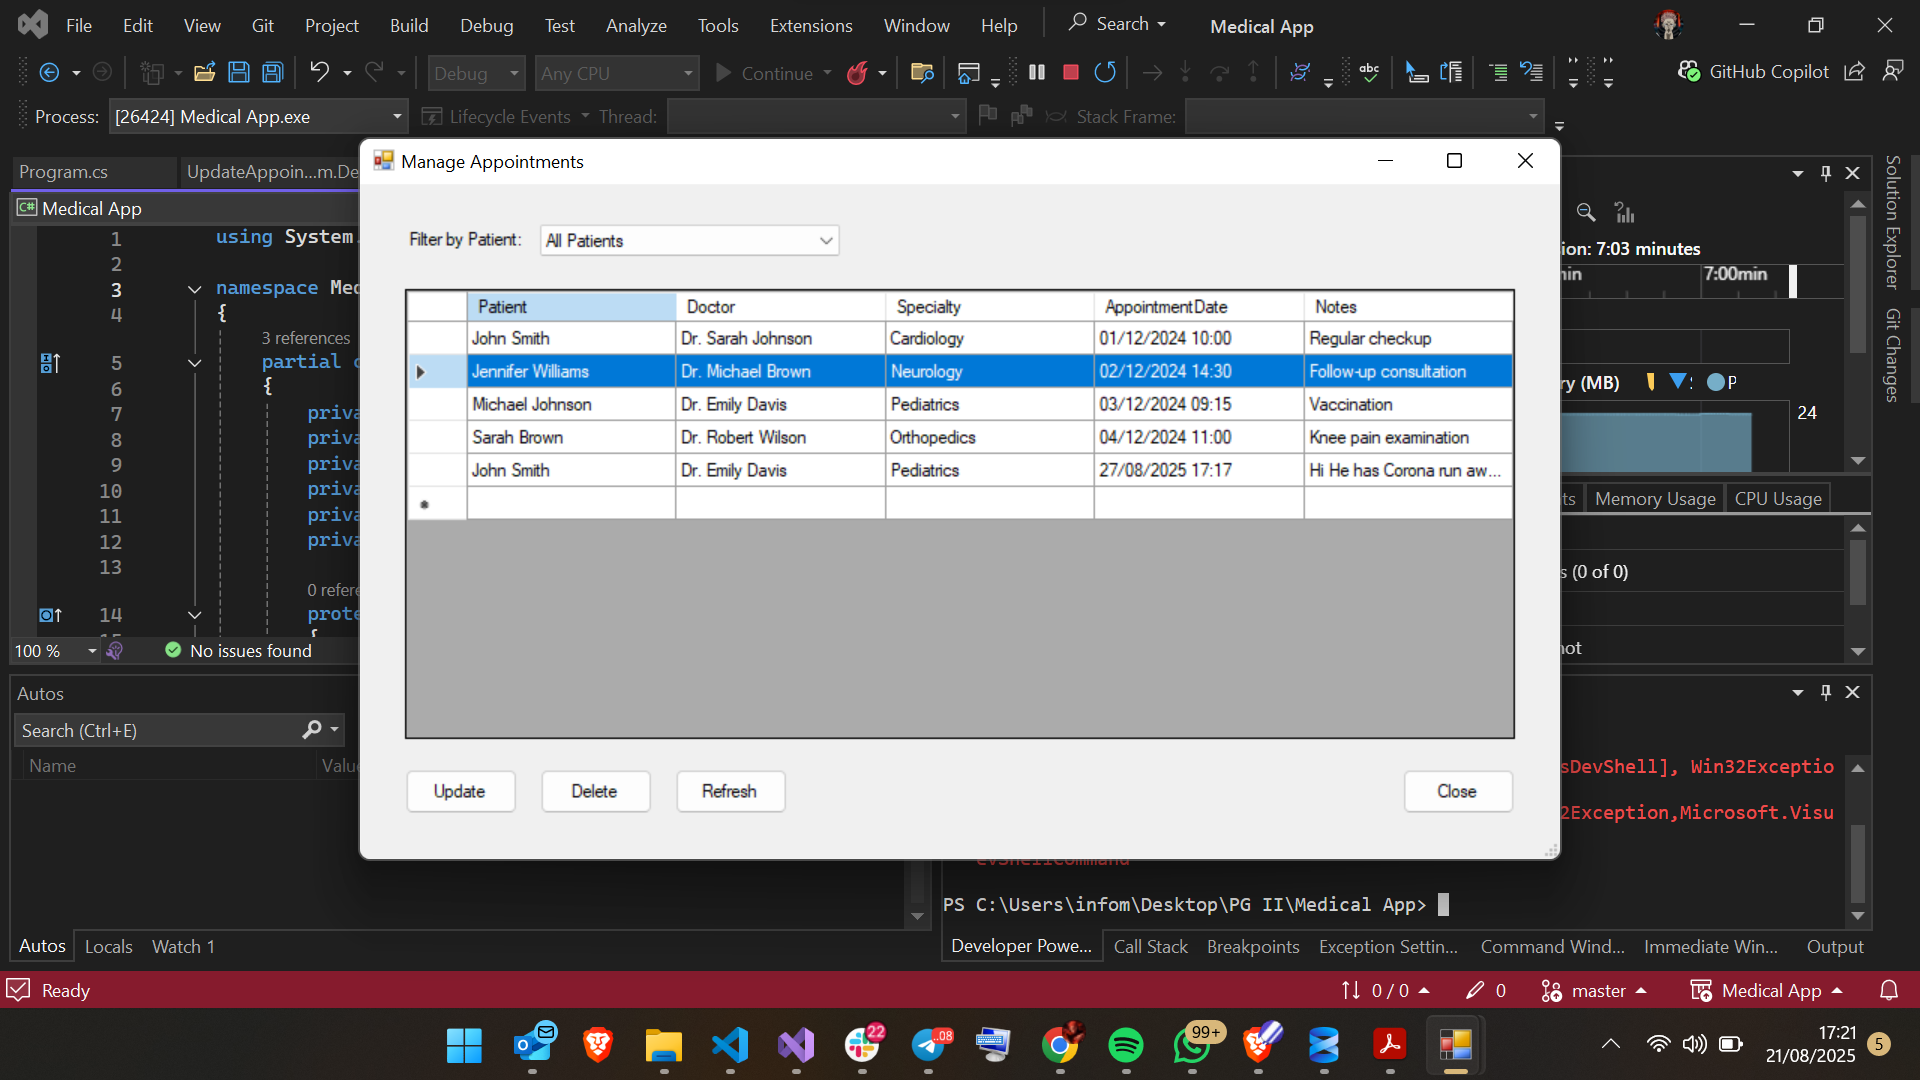 File Edit View Git Project Build Debug Test Analyze Tools Extensions Window Help Search Medical App
Debug Any CPU Continue abc GitHub Copilot
Process: [26424] Medical App.exe Lifecycle Events Thread: Stack Frame:
Program.cs UpdateAppoin...m.De
C# Medical App
1 using System.
2
3 namespace Med
4 {
3 references
5 partial c
6 {
7 priva
8 priva
9 priva
10 priva
11 priva
12 priva
13
0 refere
14 prote
15 {
100 % No issues found
Manage Appointments
Filter by Patient: All Patients
Patient Doctor Specialty AppointmentDate Notes
John Smith Dr. Sarah Johnson Cardiology 01/12/2024 10:00 Regular checkup
Jennifer Williams Dr. Michael Brown Neurology 02/12/2024 14:30 Follow-up consultation
Michael Johnson Dr. Emily Davis Pediatrics 03/12/2024 09:15 Vaccination
Sarah Brown Dr. Robert Wilson Orthopedics 04/12/2024 11:00 Knee pain examination
John Smith Dr. Emily Davis Pediatrics 27/08/2025 17:17 Hi He has Corona run aw...
Update Delete Refresh Close
ion: 7:03 minutes
in 7:00min
ry (MB) P
24
ts Memory Usage CPU Usage
s (0 of 0)
not
Solution Explorer
Git Changes
Autos
Search (Ctrl+E)
Name Value
Autos Locals Watch 1
sDevShell], Win32Exceptio
2Exception,Microsoft.Visu
evShellCommand
PS C:\Users\infom\Desktop\PG II\Medical App>
Developer Powe... Call Stack Breakpoints Exception Settin... Command Wind... Immediate Win... Output
Ready 0 / 0 0 master Medical App
22 .08 99+
17:21
21/08/2025 5